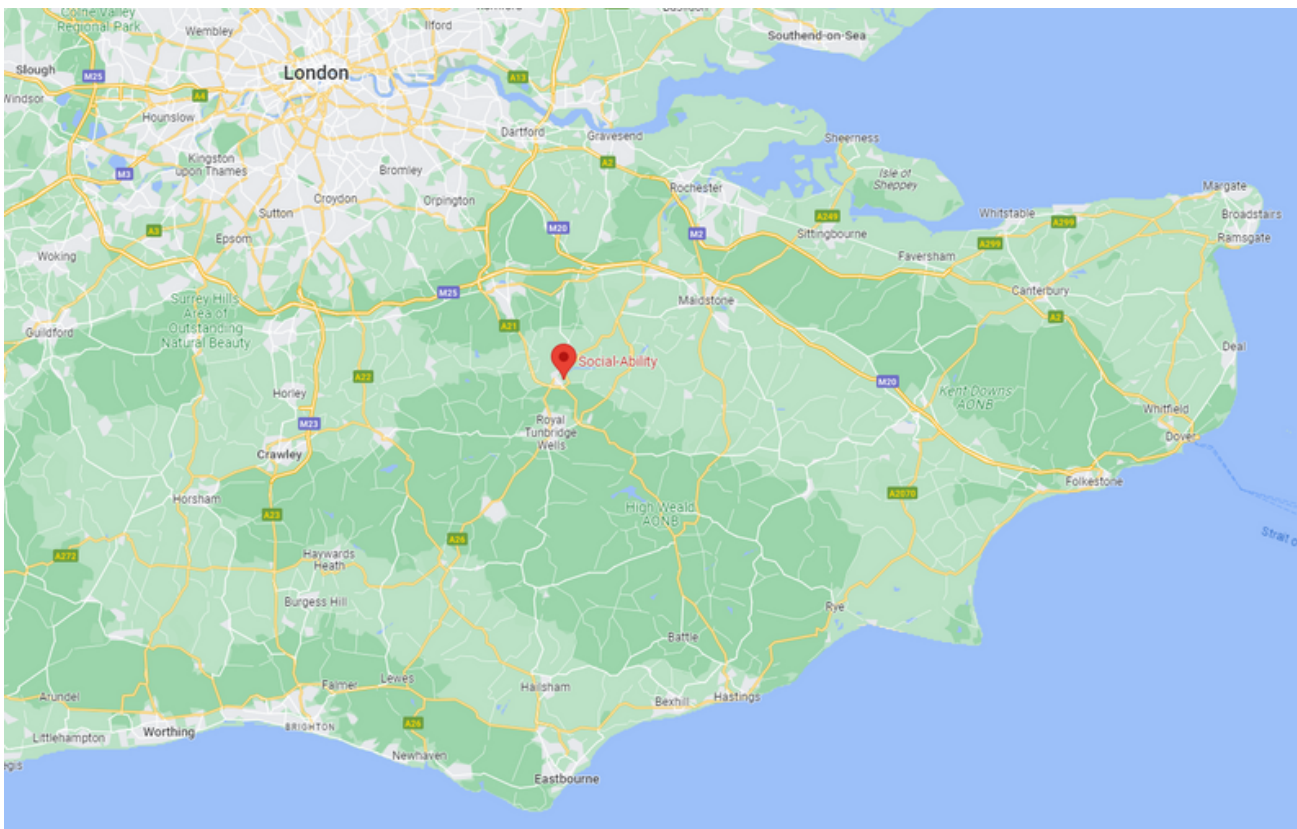 Colne Valley
Regional Park
Wembley
Ilford
Southend-on-Sea
Slough
M25
London
A13
Windsor
A4
Hounslow
Dartford
Gravesend
Sheerness
Kingston
upon Thames
A2
M3
Bromley
Rochester
Isle of
Sheppey
Margate
Croydon
Orpington
Sutton
Whitstable
A299
Broadstairs
A249
A3
M20
M2
Sittingbourne
Ramsgate
Epsom
A299
Woking
Faversham
Canterbury
M25
Maidstone
Surrey Hills
Area of
Outstanding
Natural Beauty
A2
A21
Guildford
Deal
Social-Ability
A22
M20
Horley
Kent Downs
AONB
Whitfield
M23
Royal
Tunbridge
Wells
Dover
Crawley
Folkestone
Horsham
A2070
A23
High Weald
AONB
Strait o
A26
A272
Haywards
Heath
Burgess Hill
Rye
Battle
Falmer
Lewes
Hailsham
Arundel
Bexhill
Hastings
A26
BRIGHTON
Worthing
Littlehampton
Newhaven
egis
Eastbourne